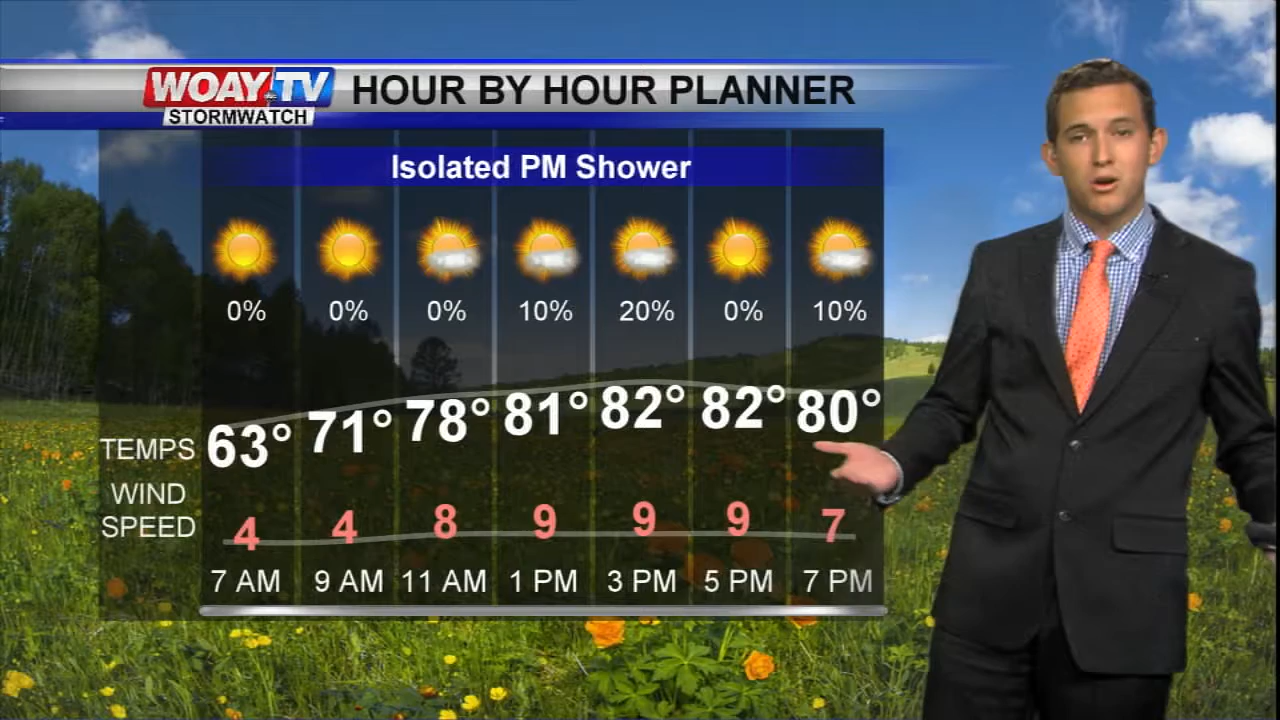 WOAY-TV
STORMWATCH
HOUR BY HOUR PLANNER
Isolated PM Shower
0% 0% 0% 10% 20% 0% 10%
TEMPS 63° 71° 78° 81° 82° 82° 80°
WIND
SPEED 4 4 8 9 9 9 7
7 AM 9 AM 11 AM 1 PM 3 PM 5 PM 7 PM